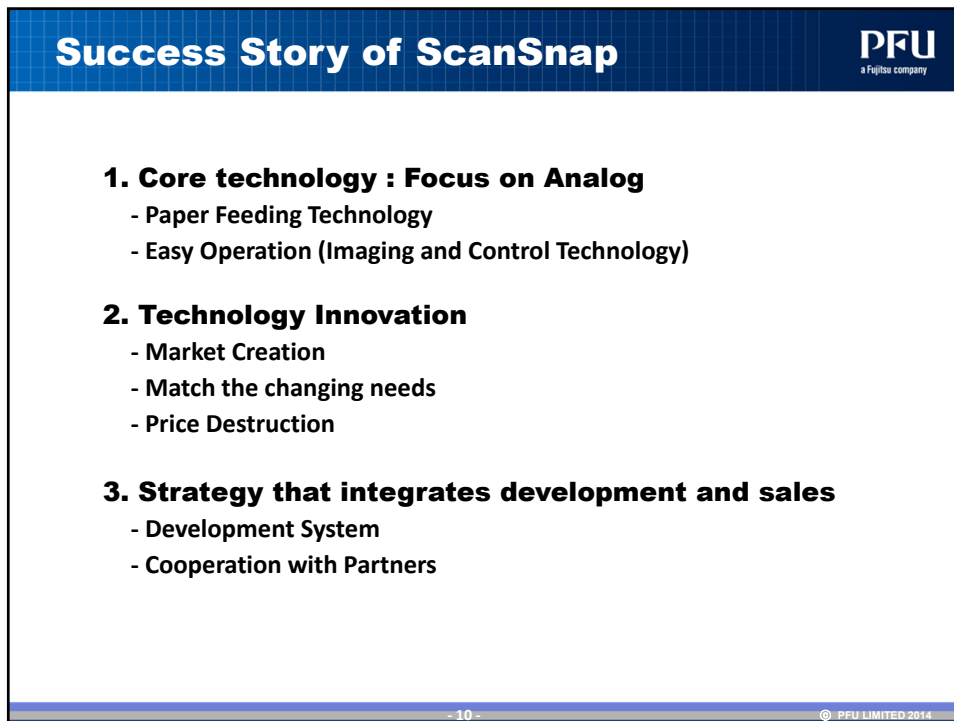 Success Story of ScanSnap
PFU
a Fujitsu company
1. Core technology : Focus on Analog
- Paper Feeding Technology
- Easy Operation (Imaging and Control Technology)
2. Technology Innovation
- Market Creation
- Match the changing needs
- Price Destruction
3. Strategy that integrates development and sales
- Development System
- Cooperation with Partners
- 10 -
© PFU LIMITED 2014